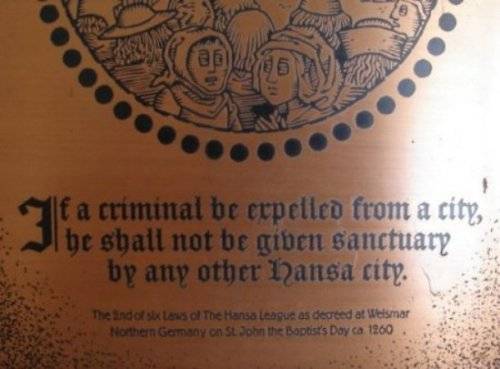 If a criminal be expelled from a city,
he shall not be given sanctuary
by any other Hansa city.
The 2nd of six Laws of The Hansa League as decreed at Weismar
Northern Germany on St. John the Baptist's Day ca. 1260